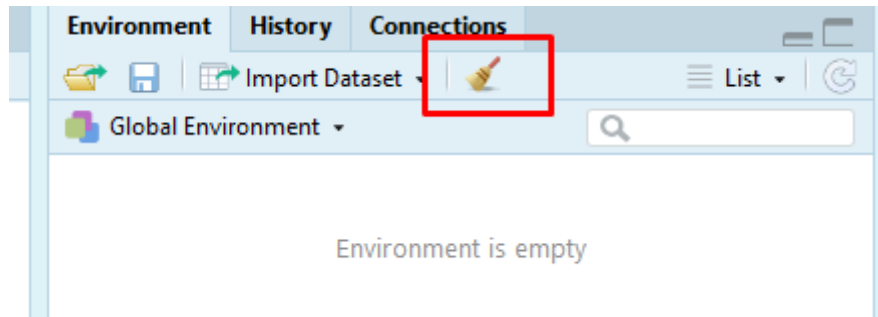 Environment History Connections
Import Dataset List
Global Environment
Environment is empty